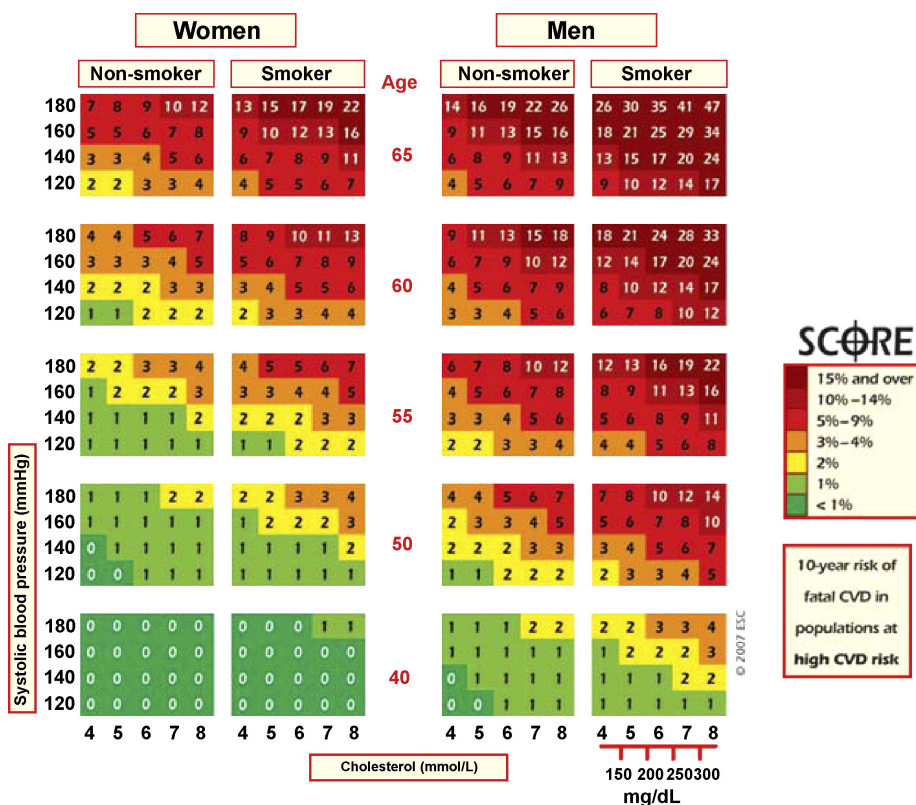 Women Men
Non-smoker Smoker Age Non-smoker Smoker
180 7 8 9 10 12 13 15 17 19 22 14 16 19 22 26 26 30 35 41 47
160 5 5 6 7 8 9 10 12 13 16 9 11 13 15 16 18 21 25 29 34
140 3 3 4 5 6 6 7 8 9 11 65 6 8 9 11 13 13 15 17 20 24
120 2 2 3 3 4 4 5 5 6 7 4 5 6 7 9 9 10 12 14 17
180 4 4 5 6 7 8 9 10 11 13 9 11 13 15 18 18 21 24 28 33
160 3 3 3 4 5 5 6 7 8 9 6 7 9 10 12 12 14 17 20 24
140 2 2 2 3 3 3 4 5 5 6 60 4 5 6 7 9 8 10 12 14 17
120 1 1 2 2 2 2 3 3 4 4 3 3 4 5 6 6 7 8 10 12
180 2 2 3 3 4 4 5 5 6 7 6 7 8 10 12 12 13 16 19 22
160 1 2 2 2 3 3 3 4 4 5 4 5 6 7 8 8 9 11 13 16
140 1 1 1 1 2 2 2 2 3 3 55 3 3 4 5 6 5 6 8 9 11
120 1 1 1 1 1 1 1 2 2 2 2 2 3 3 4 4 4 5 6 8
180 1 1 1 2 2 2 2 3 3 4 4 4 5 6 7 7 8 10 12 14
160 1 1 1 1 1 1 2 2 2 3 2 3 3 4 5 5 6 7 8 10
140 0 1 1 1 1 1 1 1 1 2 50 2 2 2 3 3 3 4 5 6 7
120 0 0 1 1 1 1 1 1 1 1 1 1 2 2 2 2 3 3 4 5
180 0 0 0 0 0 0 0 0 1 1 1 1 1 2 2 2 2 3 3 4
160 0 0 0 0 0 0 0 0 0 0 1 1 1 1 1 1 2 2 2 3
140 0 0 0 0 0 0 0 0 0 0 40 0 1 1 1 1 1 1 1 2 2
120 0 0 0 0 0 0 0 0 0 0 0 0 1 1 1 1 1 1 1 1
4 5 6 7 8 4 5 6 7 8 4 5 6 7 8
Systolic blood pressure (mmHg)
Cholesterol (mmol/L)
150 200 250 300
mg/dL
© 2007 ESC
SCORE
15% and over
10%–14%
5%–9%
3%–4%
2%
1%
< 1%
10-year risk of
fatal CVD in
populations at
high CVD risk